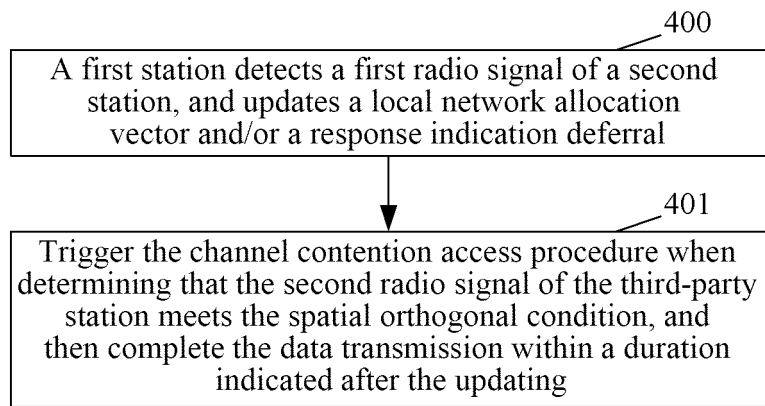 400
A first station detects a first radio signal of a second
station, and updates a local network allocation
vector and/or a response indication deferral
401
Trigger the channel contention access procedure when
determining that the second radio signal of the third-party
station meets the spatial orthogonal condition, and
then complete the data transmission within a duration
indicated after the updating